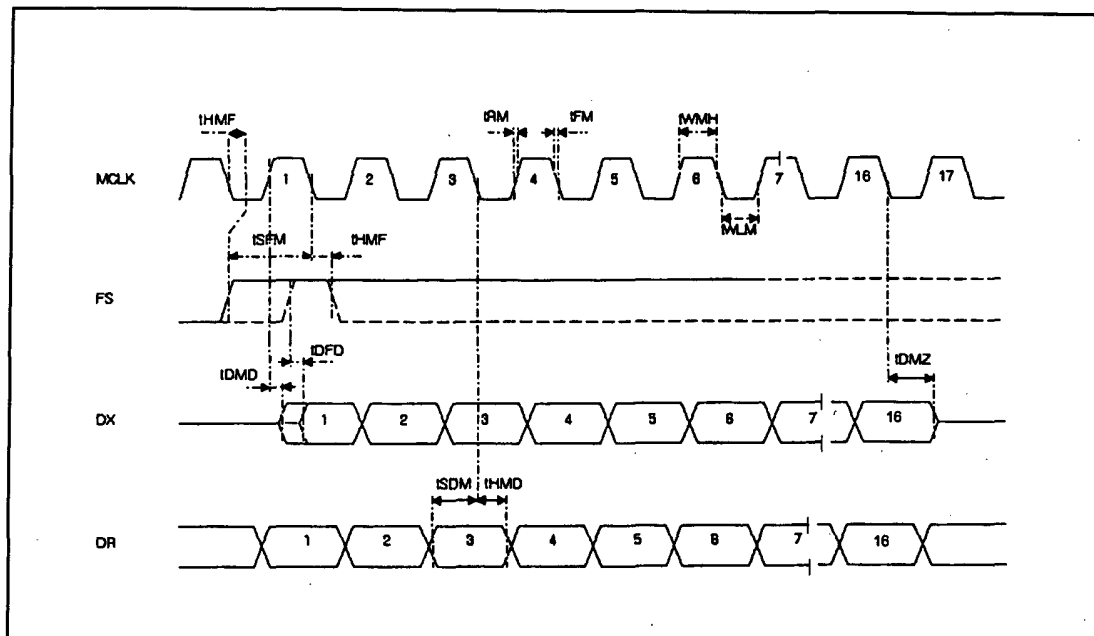 tHMF tRM tFM tWMH
MCLK 1 2 3 4 5 6 7 16 17
tWLM
tSFM tHMF
FS
tDFD
tDMD tDMZ
DX 1 2 3 4 5 6 7 16
tSDM tHMD
DR 1 2 3 4 5 6 7 16